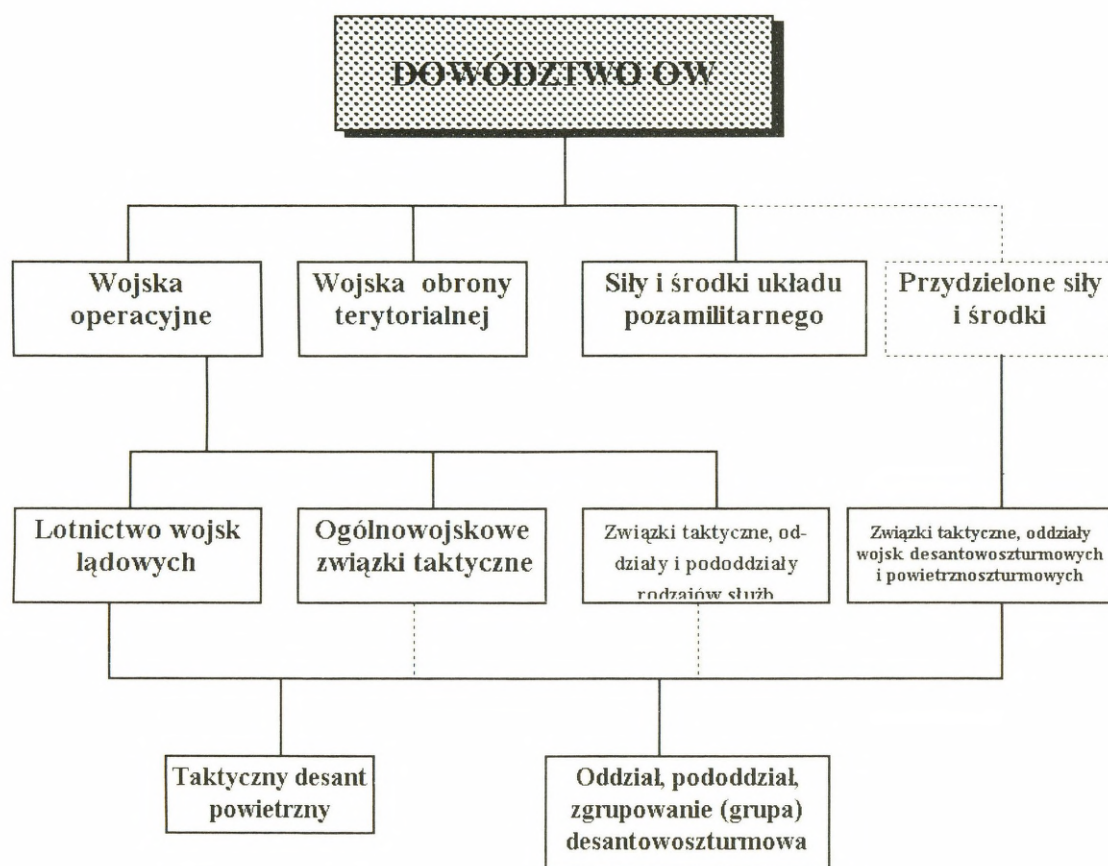 DOWÓDZTWO OW
Wojska
operacyjne
Wojska obrony
terytorialnej
Siły i środki układu
pozamilitarnego
Przydzielone siły
i środki
Lotnictwo wojsk
lądowych
Ogólnowojskowe
związki taktyczne
Związki taktyczne, od-
działy i pododdziały
rodzajów służb
Związki taktyczne, oddziały
wojsk desantowoszturmowych
i powietrznoszturmowych
Taktyczny desant
powietrzny
Oddział, pododdział,
zgrupowanie (grupa)
desantowoszturmowa